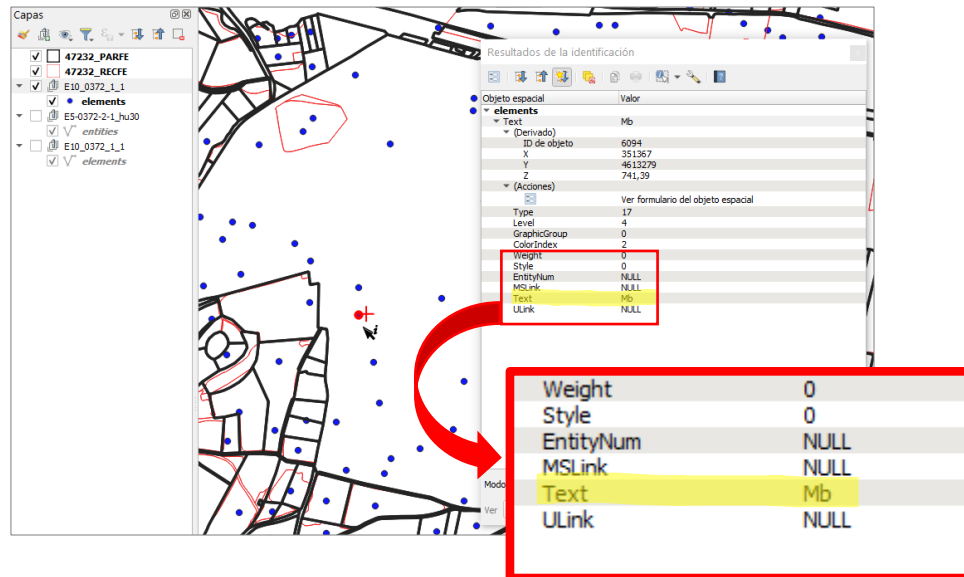 Capas
47232_PARFE
47232_RECFE
E10_0372_1_1
elements
E5-0372-2-1_hu30
entities
E10_0372_1_1
elements
Resultados de la identificación
Objeto espacial Valor
elements
Text Mb
(Derivado)
ID de objeto 6094
X 351367
Y 4613279
Z 741,39
(Acciones)
Ver formulario del objeto espacial
Type 17
Level 4
GraphicGroup 0
ColorIndex 2
Weight 0
Style 0
EntityNum NULL
MSLink NULL
Text Mb
ULink NULL
Modo
Ver
Weight 0
Style 0
EntityNum NULL
MSLink NULL
Text Mb
ULink NULL